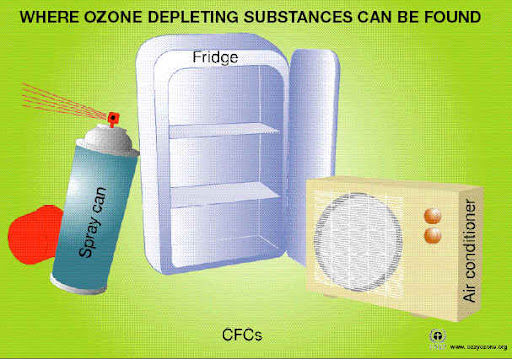 WHERE OZONE DEPLETING SUBSTANCES CAN BE FOUND
Fridge
Spray can
Air conditioner
CFCs
www.ozzyozone.org